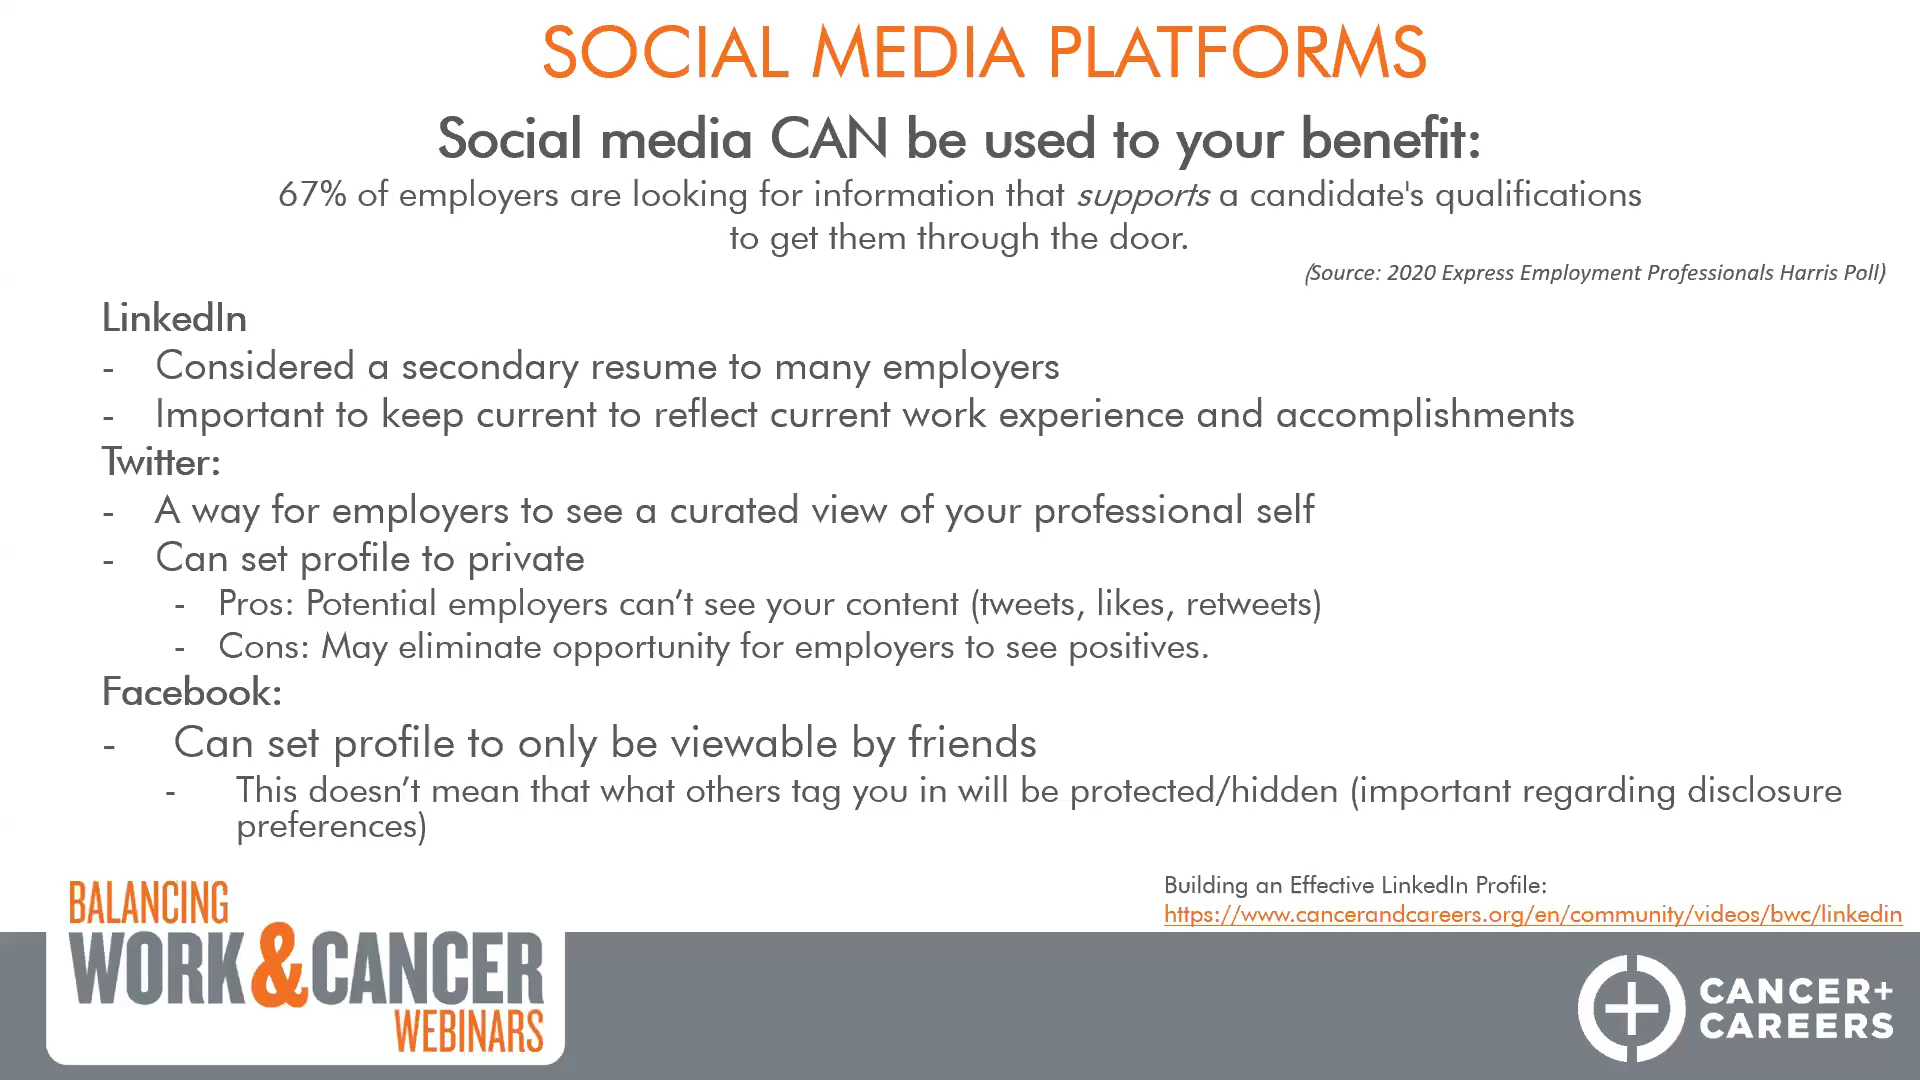 SOCIAL MEDIA PLATFORMS
Social media CAN be used to your benefit:
67% of employers are looking for information that supports a candidate's qualifications
to get them through the door.
(Source: 2020 Express Employment Professionals Harris Poll)
LinkedIn
- Considered a secondary resume to many employers
- Important to keep current to reflect current work experience and accomplishments
Twitter:
- A way for employers to see a curated view of your professional self
- Can set profile to private
- Pros: Potential employers can’t see your content (tweets, likes, retweets)
- Cons: May eliminate opportunity for employers to see positives.
Facebook:
- Can set profile to only be viewable by friends
- This doesn’t mean that what others tag you in will be protected/hidden (important regarding disclosure
preferences)
Building an Effective LinkedIn Profile:
https://www.cancerandcareers.org/en/community/videos/bwc/linkedin
BALANCING
WORK&CANCER
WEBINARS
CANCER+
CAREERS